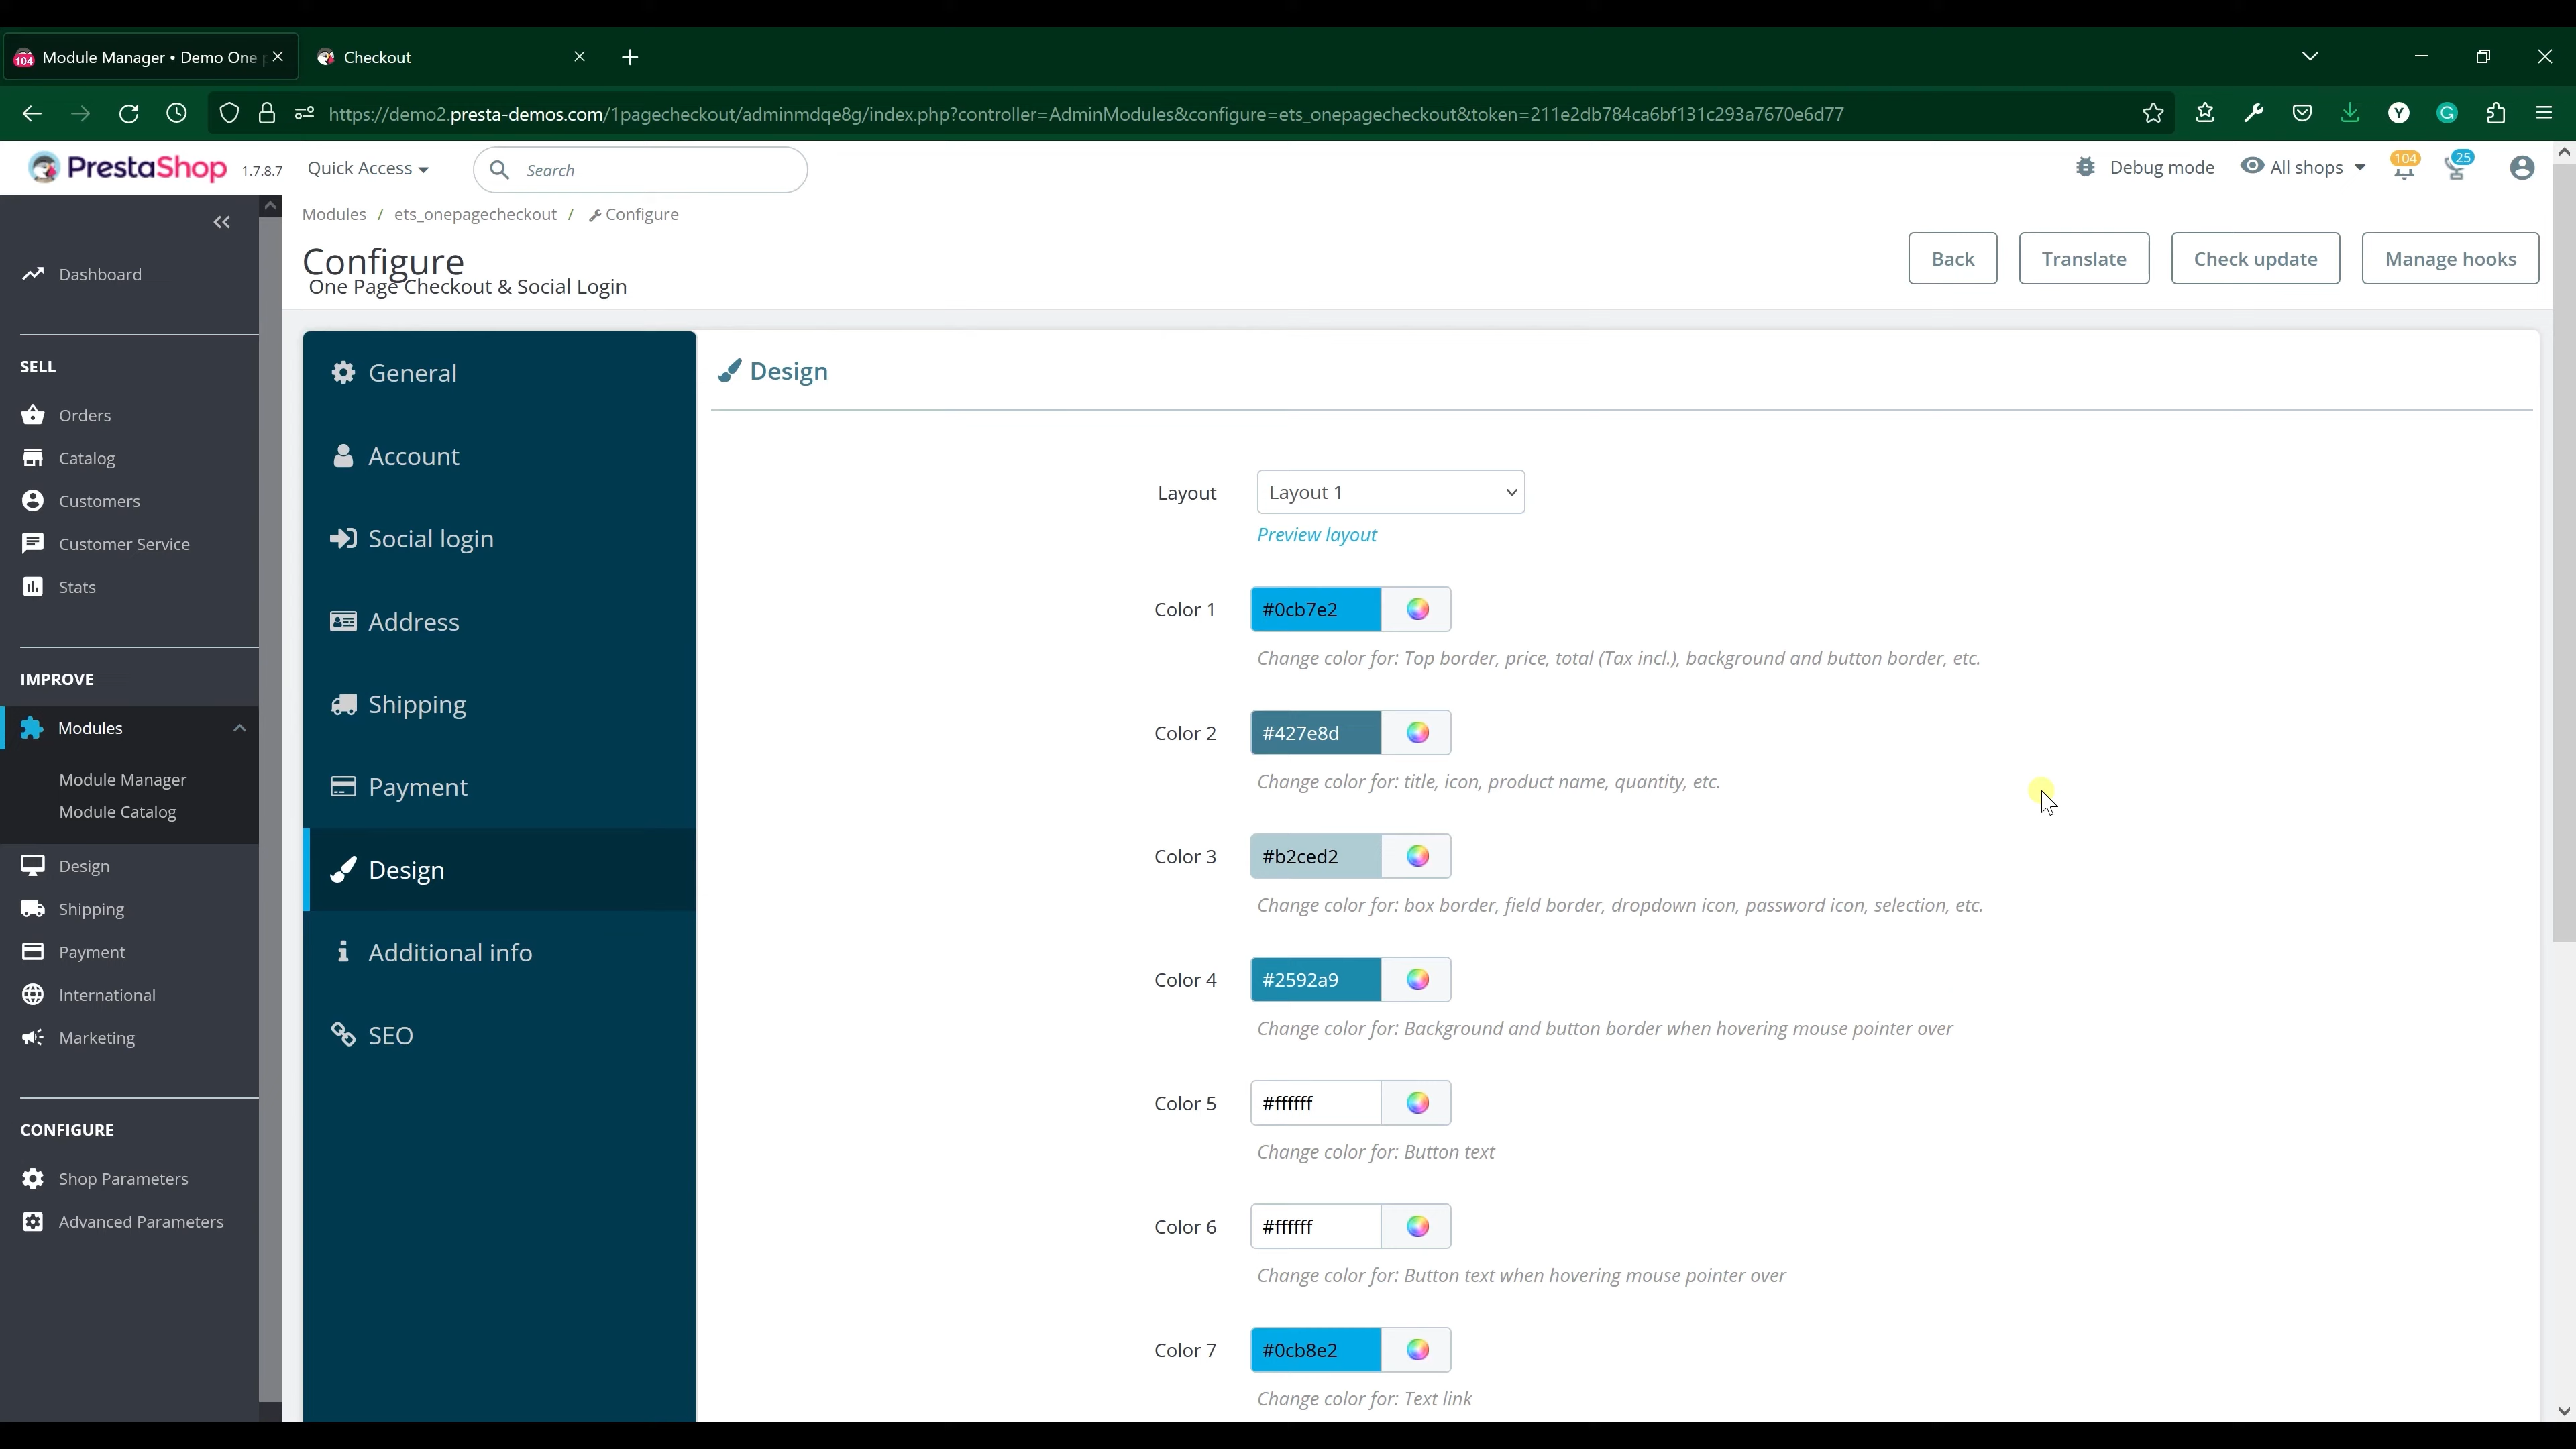 Module Manager • Demo One p
Checkout
https://demo2.presta-demos.com/1pagecheckout/adminmdqe8g/index.php?controller=AdminModules&configure=ets_onepagecheckout&token=211e2db784ca6bf131c293a7670e6d77
PrestaShop 1.7.8.7 Quick Access Search Debug mode All shops 104 25
Modules / ets_onepagecheckout / Configure
Configure
One Page Checkout & Social Login
Back Translate Check update Manage hooks
Dashboard
SELL
Orders
Catalog
Customers
Customer Service
Stats
IMPROVE
Modules
Module Manager
Module Catalog
Design
Shipping
Payment
International
Marketing
CONFIGURE
Shop Parameters
Advanced Parameters
General
Account
Social login
Address
Shipping
Payment
Design
Additional info
SEO
Design
Layout Layout 1
Preview layout
Color 1 #0cb7e2
Change color for: Top border, price, total (Tax incl.), background and button border, etc.
Color 2 #427e8d
Change color for: title, icon, product name, quantity, etc.
Color 3 #b2ced2
Change color for: box border, field border, dropdown icon, password icon, selection, etc.
Color 4 #2592a9
Change color for: Background and button border when hovering mouse pointer over
Color 5 #ffffff
Change color for: Button text
Color 6 #ffffff
Change color for: Button text when hovering mouse pointer over
Color 7 #0cb8e2
Change color for: Text link